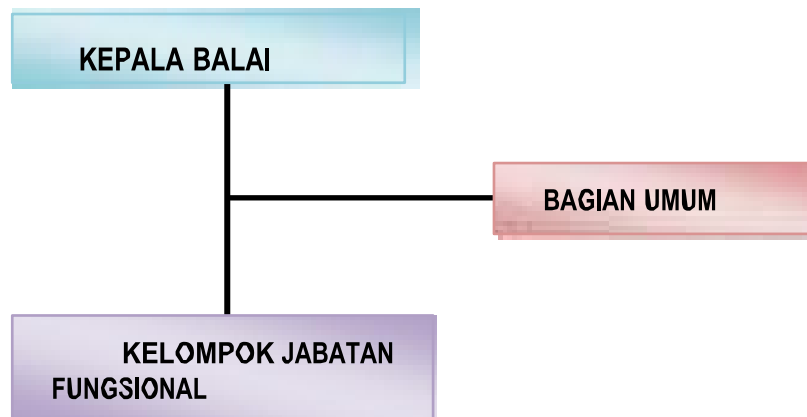 KEPALA BALAI
BAGIAN UMUM
KELOMPOK JABATAN
FUNGSIONAL